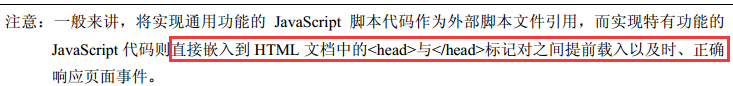 注意：一般来讲，将实现通用功能的 JavaScript 脚本代码作为外部脚本文件引用，而实现特有功能的
JavaScript 代码则直接嵌入到 HTML 文档中的<head>与</head>标记对之间提前载入以及时、正确
响应页面事件。